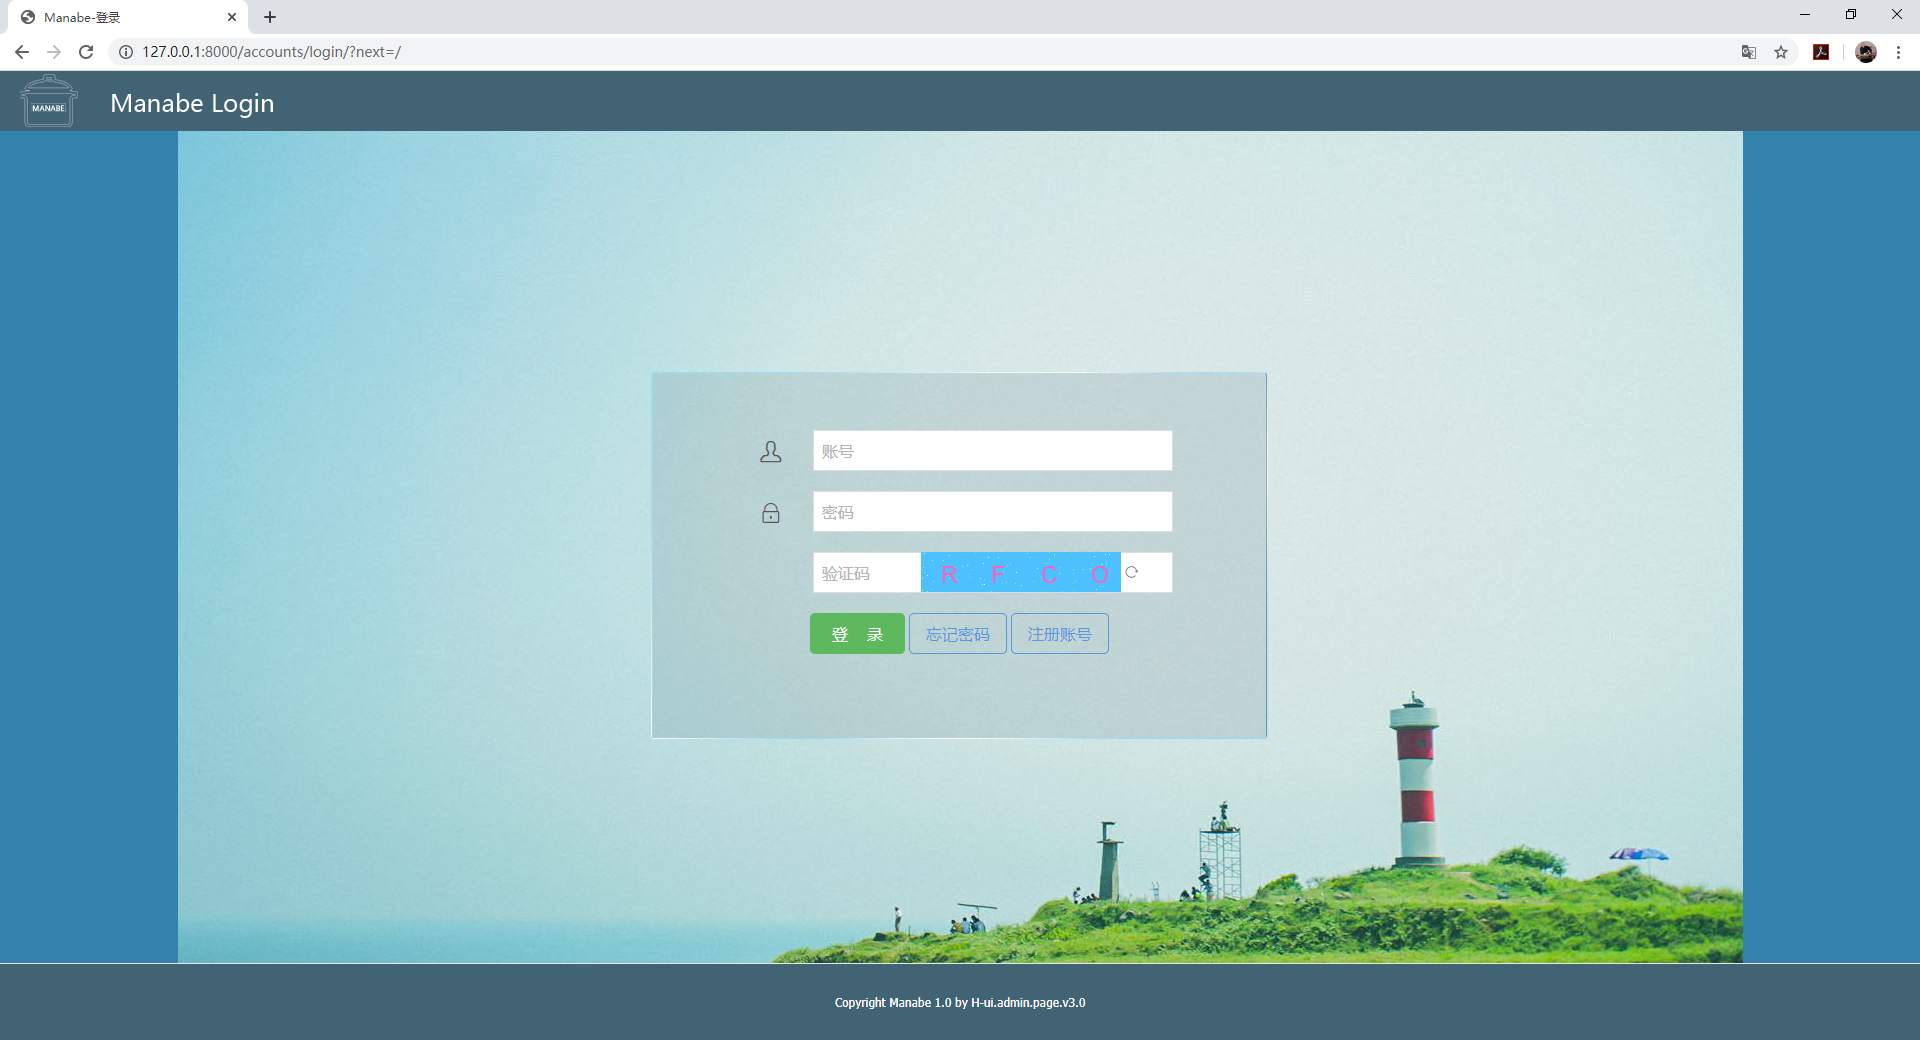 Manabe-登录
127.0.0.1:8000/accounts/login/?next=/
MANABE
Manabe Login
账号
密码
验证码 R F C O
登 录 忘记密码 注册账号
Copyright Manabe 1.0 by H-ui.admin.page.v3.0